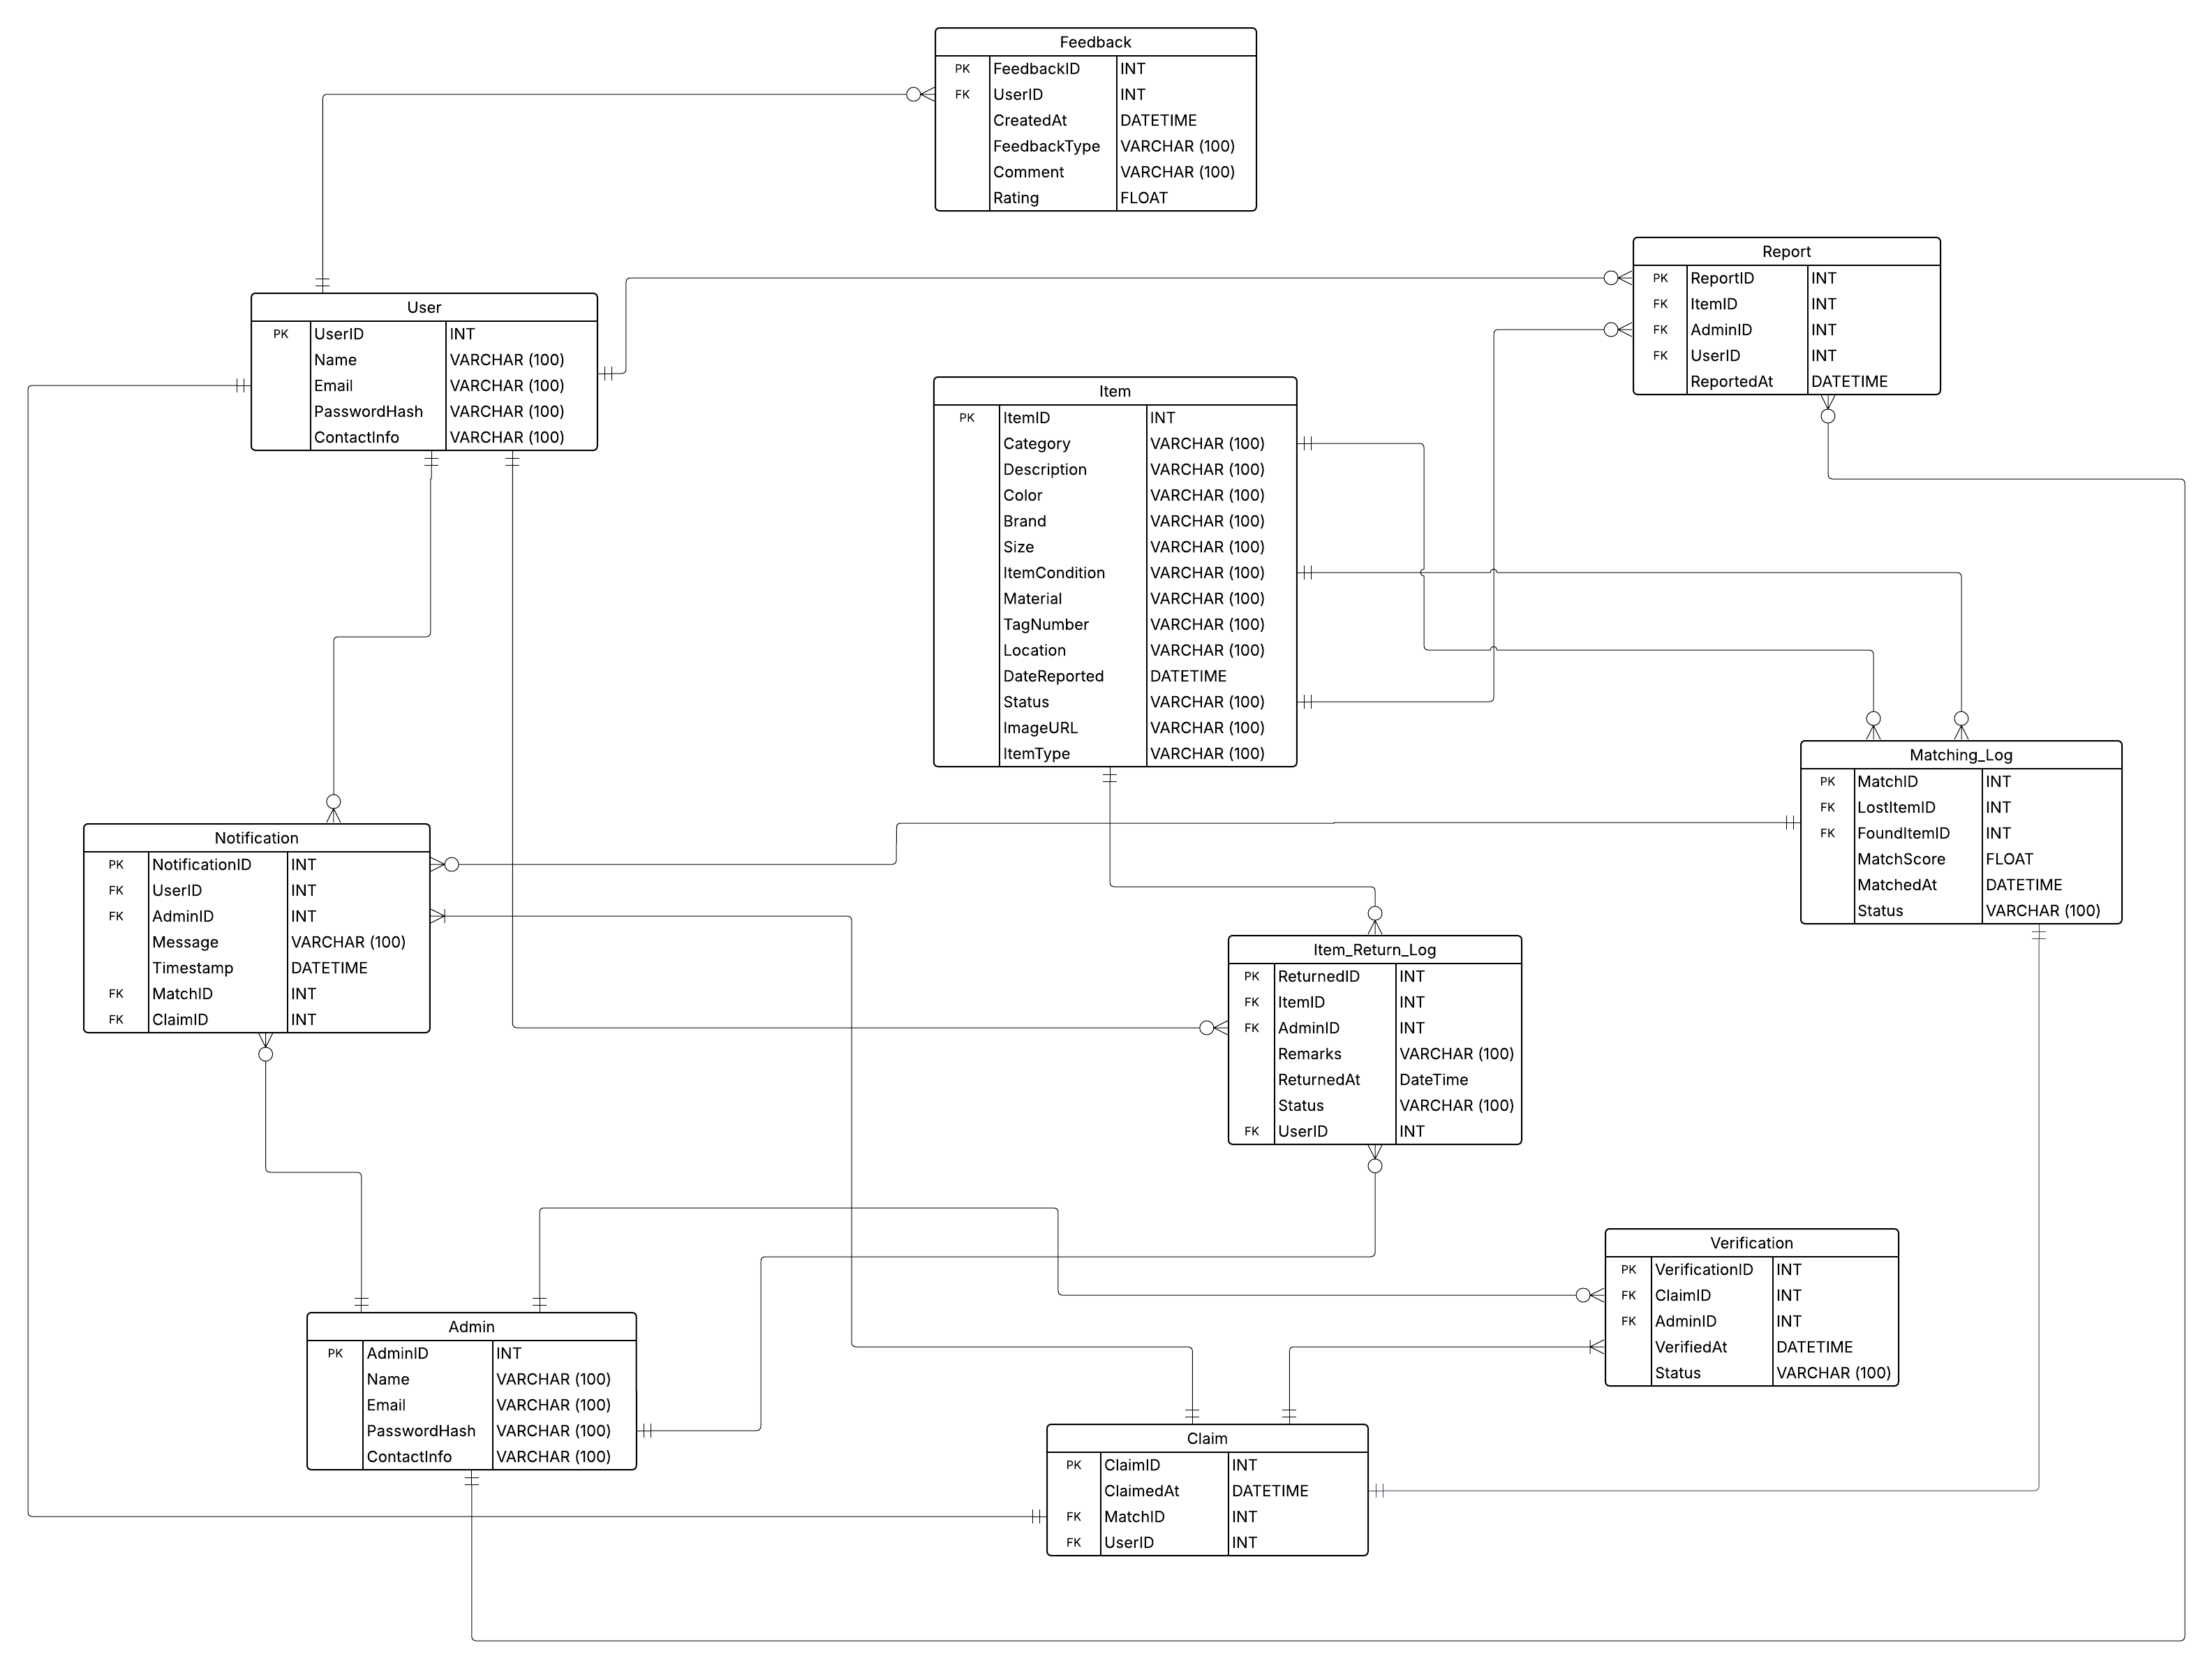 Feedback
PK FeedbackID INT
FK UserID INT
CreatedAt DATETIME
FeedbackType VARCHAR (100)
Comment VARCHAR (100)
Rating FLOAT
Report
PK ReportID INT
FK ItemID INT
FK AdminID INT
FK UserID INT
ReportedAt DATETIME
User
PK UserID INT
Name VARCHAR (100)
Email VARCHAR (100)
PasswordHash VARCHAR (100)
ContactInfo VARCHAR (100)
Item
PK ItemID INT
Category VARCHAR (100)
Description VARCHAR (100)
Color VARCHAR (100)
Brand VARCHAR (100)
Size VARCHAR (100)
ItemCondition VARCHAR (100)
Material VARCHAR (100)
TagNumber VARCHAR (100)
Location VARCHAR (100)
DateReported DATETIME
Status VARCHAR (100)
ImageURL VARCHAR (100)
ItemType VARCHAR (100)
Matching_Log
PK MatchID INT
FK LostItemID INT
FK FoundItemID INT
MatchScore FLOAT
MatchedAt DATETIME
Status VARCHAR (100)
Notification
PK NotificationID INT
FK UserID INT
FK AdminID INT
Message VARCHAR (100)
Timestamp DATETIME
FK MatchID INT
FK ClaimID INT
Item_Return_Log
PK ReturnedID INT
FK ItemID INT
FK AdminID INT
Remarks VARCHAR (100)
ReturnedAt DateTime
Status VARCHAR (100)
FK UserID INT
Verification
PK VerificationID INT
FK ClaimID INT
FK AdminID INT
VerifiedAt DATETIME
Status VARCHAR (100)
Admin
PK AdminID INT
Name VARCHAR (100)
Email VARCHAR (100)
PasswordHash VARCHAR (100)
ContactInfo VARCHAR (100)
Claim
PK ClaimID INT
ClaimedAt DATETIME
FK MatchID INT
FK UserID INT